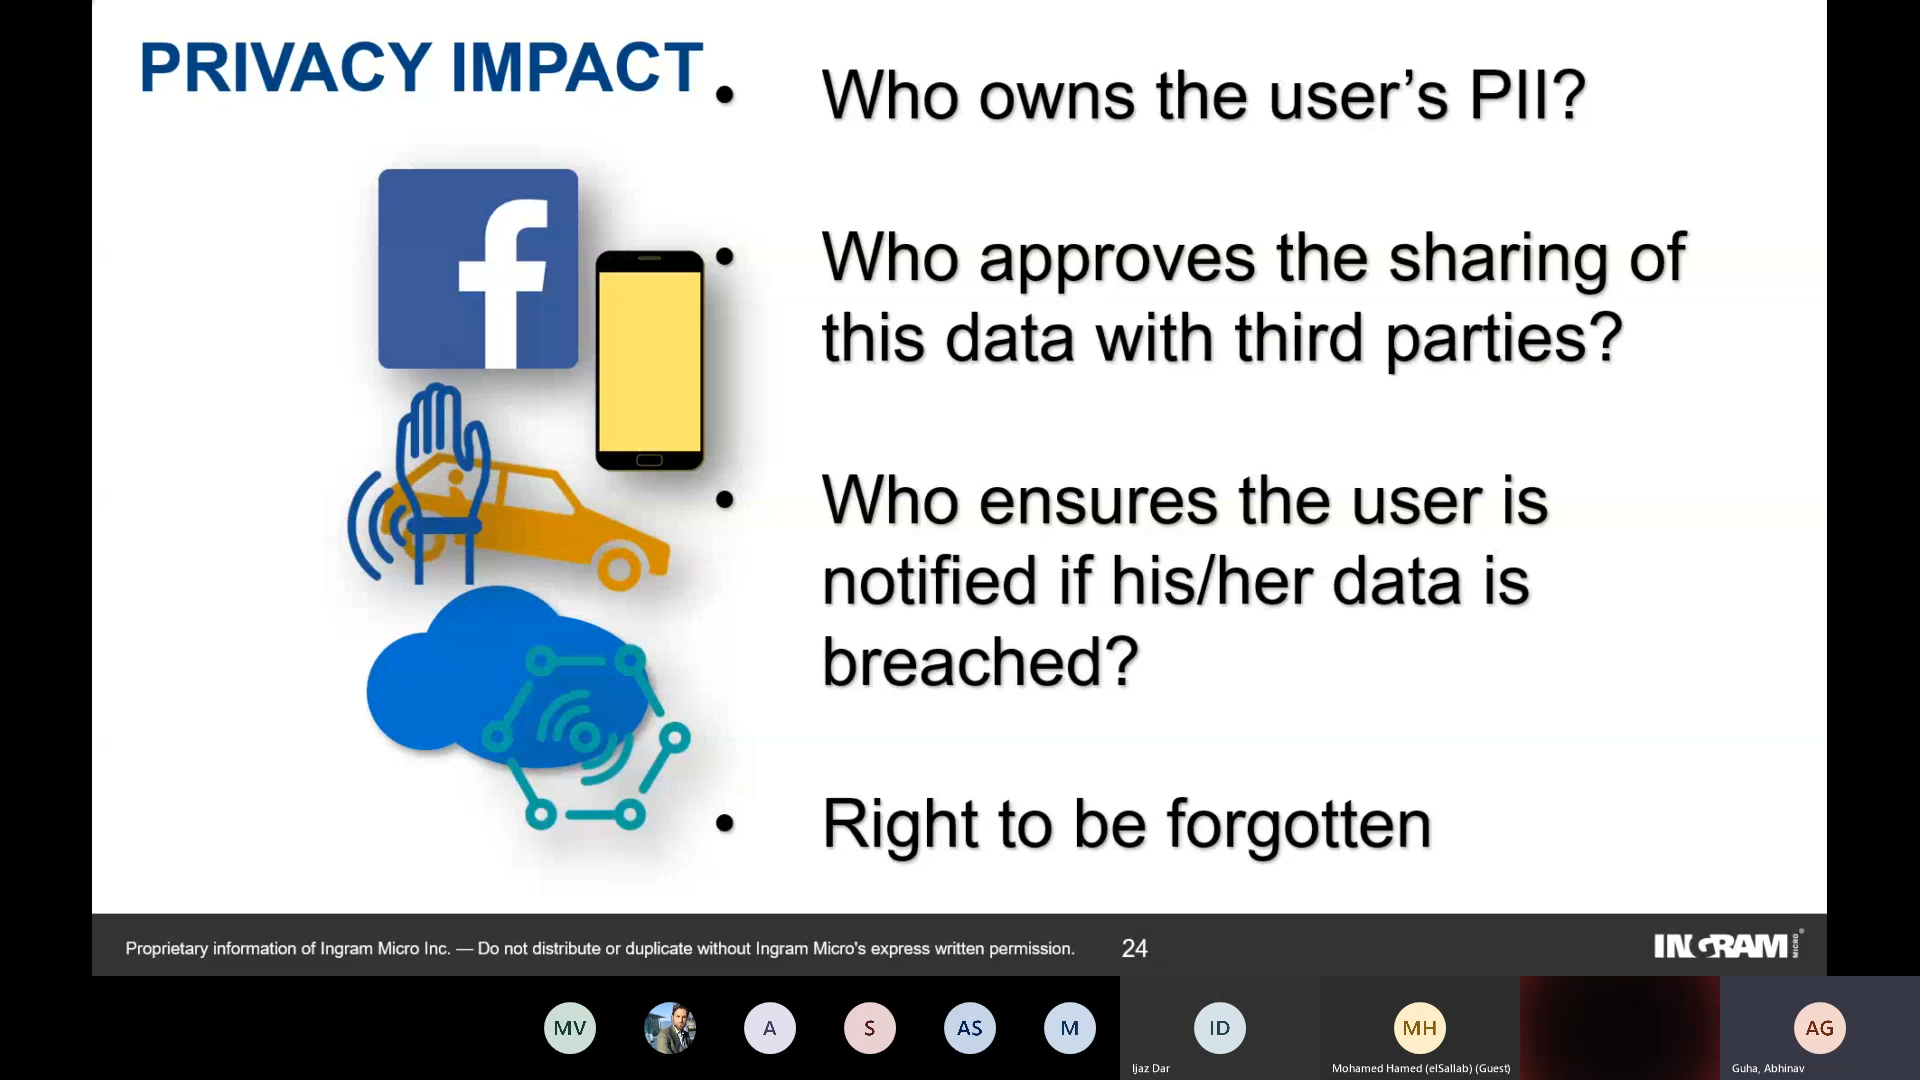 PRIVACY IMPACT
• Who owns the user’s PII?
• Who approves the sharing of
this data with third parties?
• Who ensures the user is
notified if his/her data is
breached?
• Right to be forgotten
Proprietary information of Ingram Micro Inc. — Do not distribute or duplicate without Ingram Micro's express written permission.
24
INGRAM MICRO®
MV
A
S
AS
M
ID
MH
AG
Ijaz Dar
Mohamed Hamed (elSallab) (Guest)
Guha, Abhinav